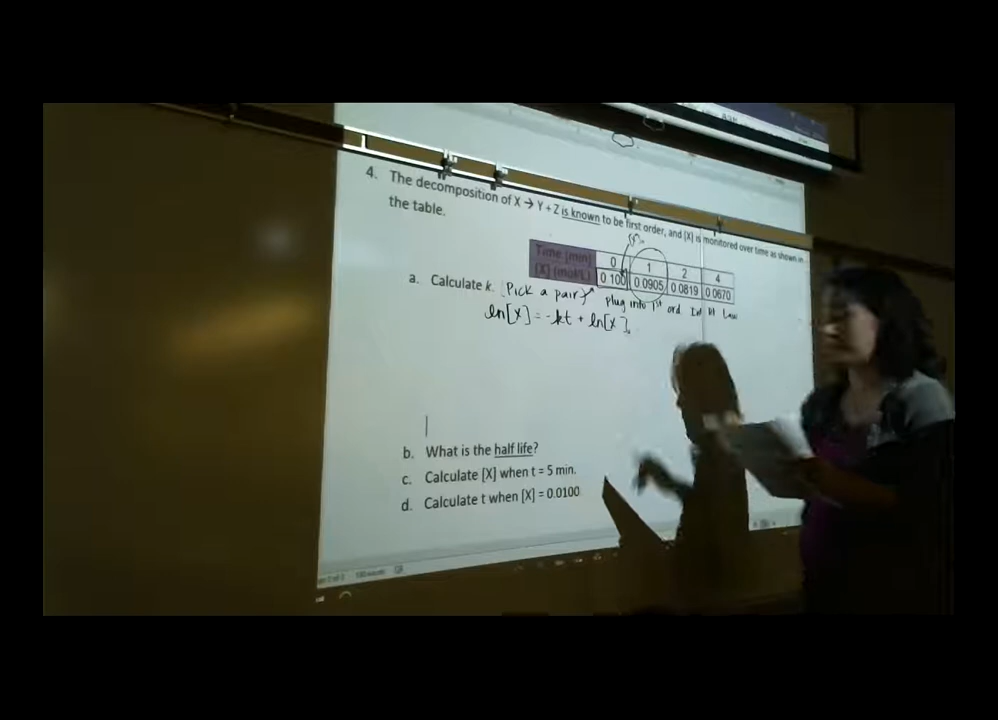 4. The decomposition of X → Y + Z is known to be first order, and [X] is monitored over time as shown in
the table.
Time (min) 0 1 2 4
[X] (mol/L) 0.100 0.0905 0.0819 0.0670
a. Calculate k. (Pick a pair) plug into 1st ord. Int Rt Law
ln[X] = -kt + ln[X]₀
b. What is the half life?
c. Calculate [X] when t = 5 min.
d. Calculate t when [X] = 0.0100